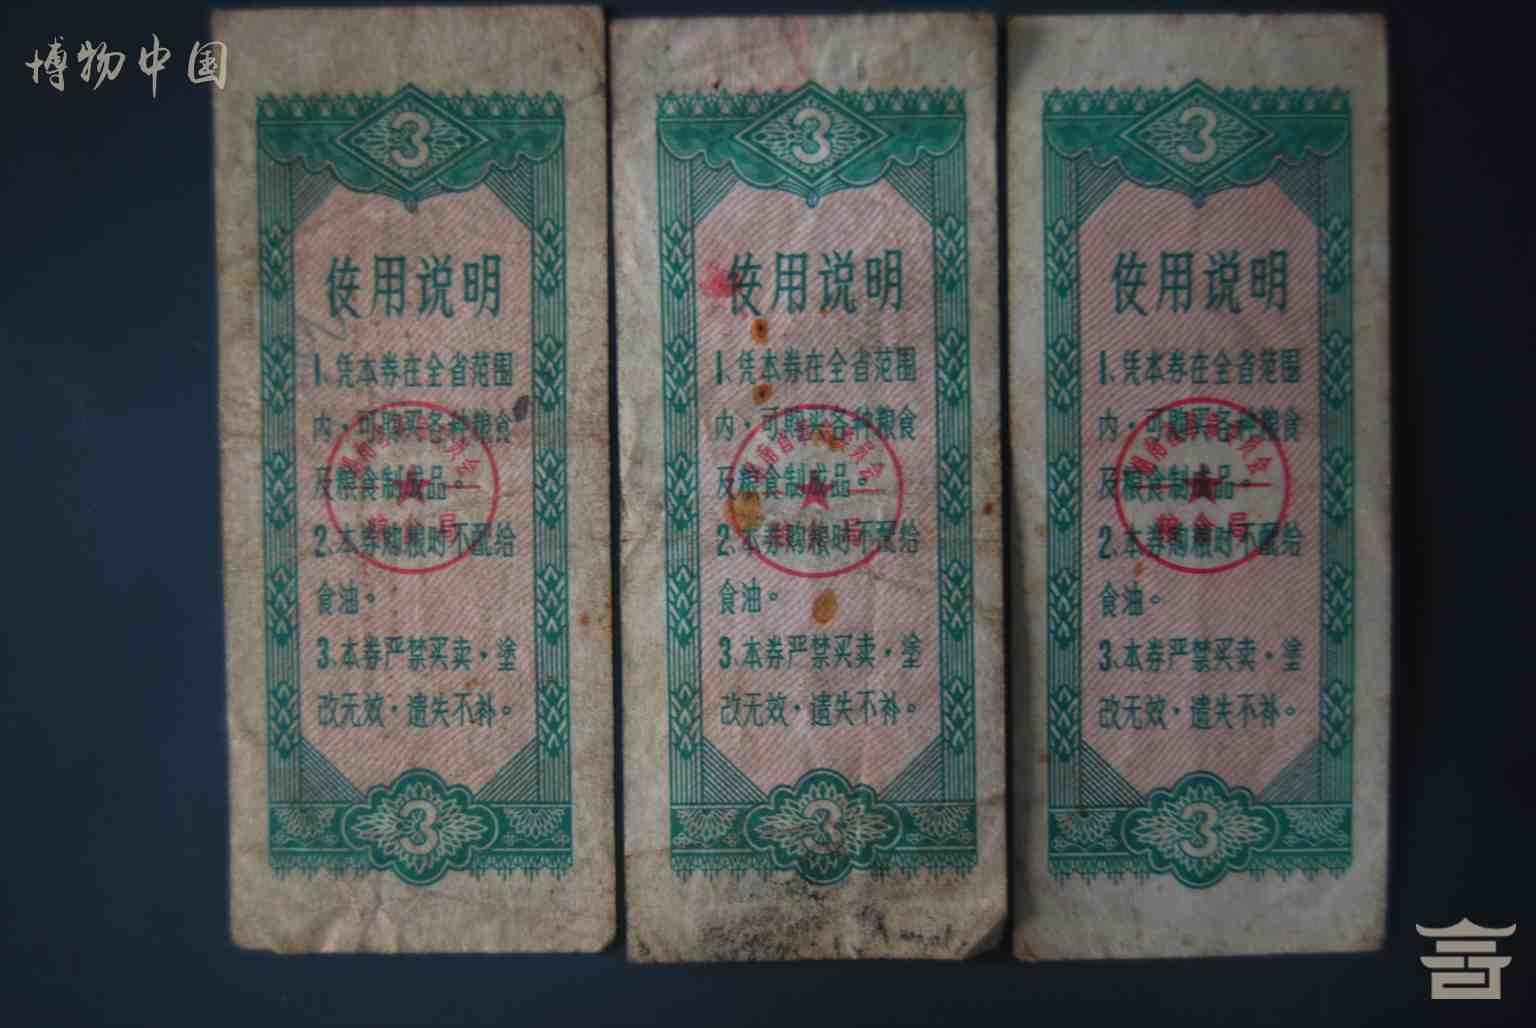 博物中国
3
使用说明
1、凭本券在全省范围
内，可购买各种粮食
及粮食制成品。
2、本券购粮时不配给
食油。
3、本券严禁买卖，塗
改无效，遗失不补。
3
3
使用说明
1、凭本券在全省范围
内，可购买各种粮食
及粮食制成品。
2、本券购粮时不配给
食油。
3、本券严禁买卖，塗
改无效，遗失不补。
3
3
使用说明
1、凭本券在全省范围
内，可购买各种粮食
及粮食制成品。
2、本券购粮时不配给
食油。
3、本券严禁买卖，塗
改无效，遗失不补。
粮食局
3